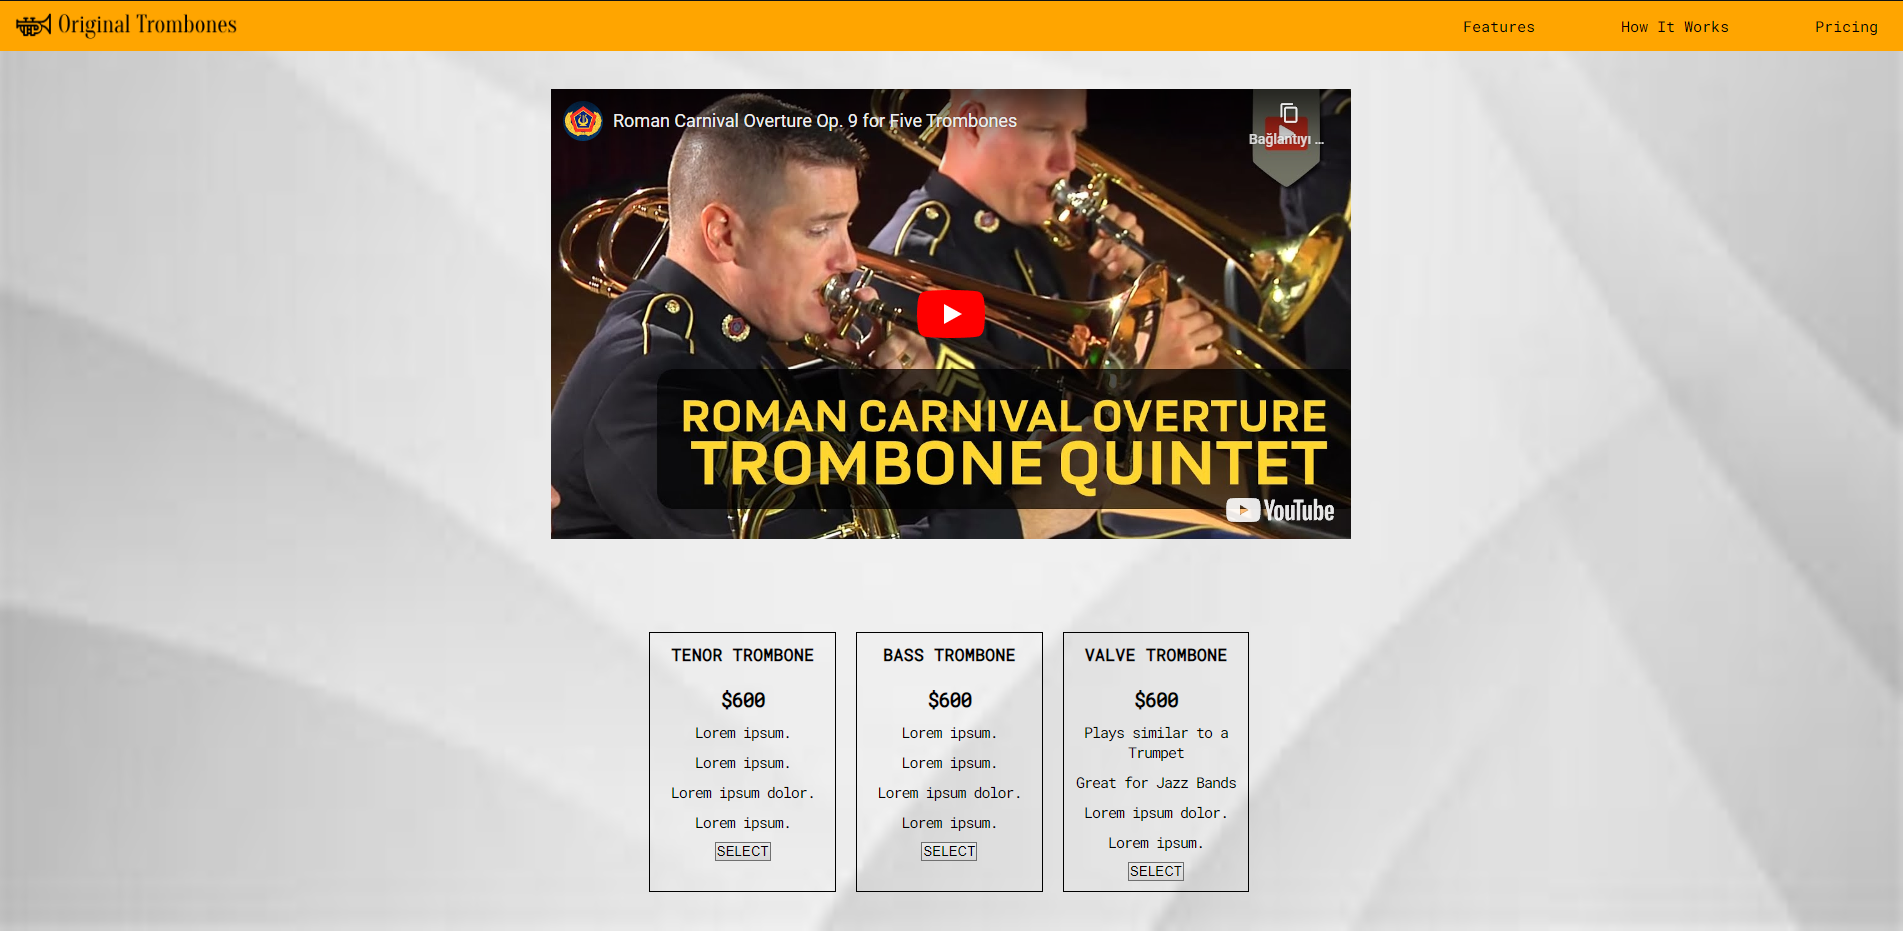 Original Trombones
Features
How It Works
Pricing
Roman Carnival Overture Op. 9 for Five Trombones
Bağlantıyı ...
ROMAN CARNIVAL OVERTURE
TROMBONE QUINTET
YouTube
TENOR TROMBONE
$600
Lorem ipsum.
Lorem ipsum.
Lorem ipsum dolor.
Lorem ipsum.
SELECT
BASS TROMBONE
$600
Lorem ipsum.
Lorem ipsum.
Lorem ipsum dolor.
Lorem ipsum.
SELECT
VALVE TROMBONE
$600
Plays similar to a
Trumpet
Great for Jazz Bands
Lorem ipsum dolor.
Lorem ipsum.
SELECT